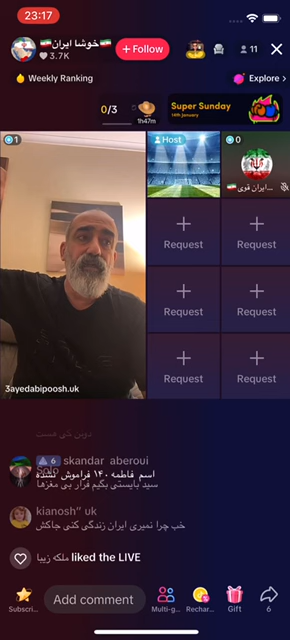 23:17
🇮🇷خوشا ایران🇮🇷
3.7K
+ Follow
11
Weekly Ranking
Explore >
0/3
1h47m
Super Sunday
14th January
1
Host
0
ایران قوی...
Request
Request
Request
Request
Request
Request
3ayedabipoosh.uk
6 skandar aberoui
اسم فاطمه ۱۴۰ فراموش نشده
سید بایستی بگیم فرار بی مغزها
kianosh" uk
خب چرا نمیری ایران زندگی کنی جاکش
ملکه زیبا liked the LIVE
Add comment
Subscri...
Multi-g...
Rechar...
Gift
6